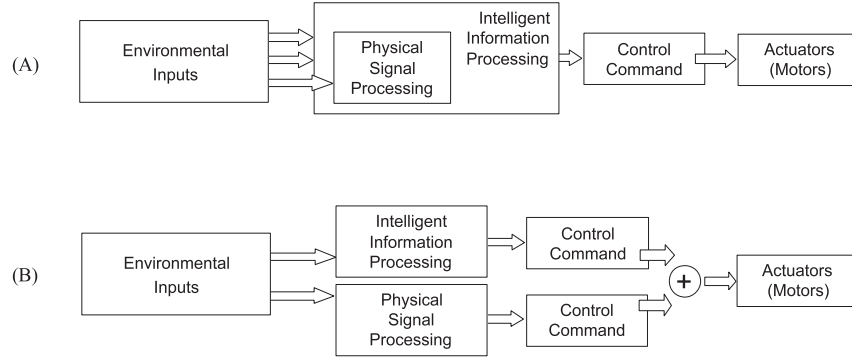 (A)
Environmental
Inputs
Intelligent
Information
Processing
Physical
Signal
Processing
Control
Command
Actuators
(Motors)
(B)
Environmental
Inputs
Intelligent
Information
Processing
Control
Command
Physical
Signal
Processing
Control
Command
+
Actuators
(Motors)